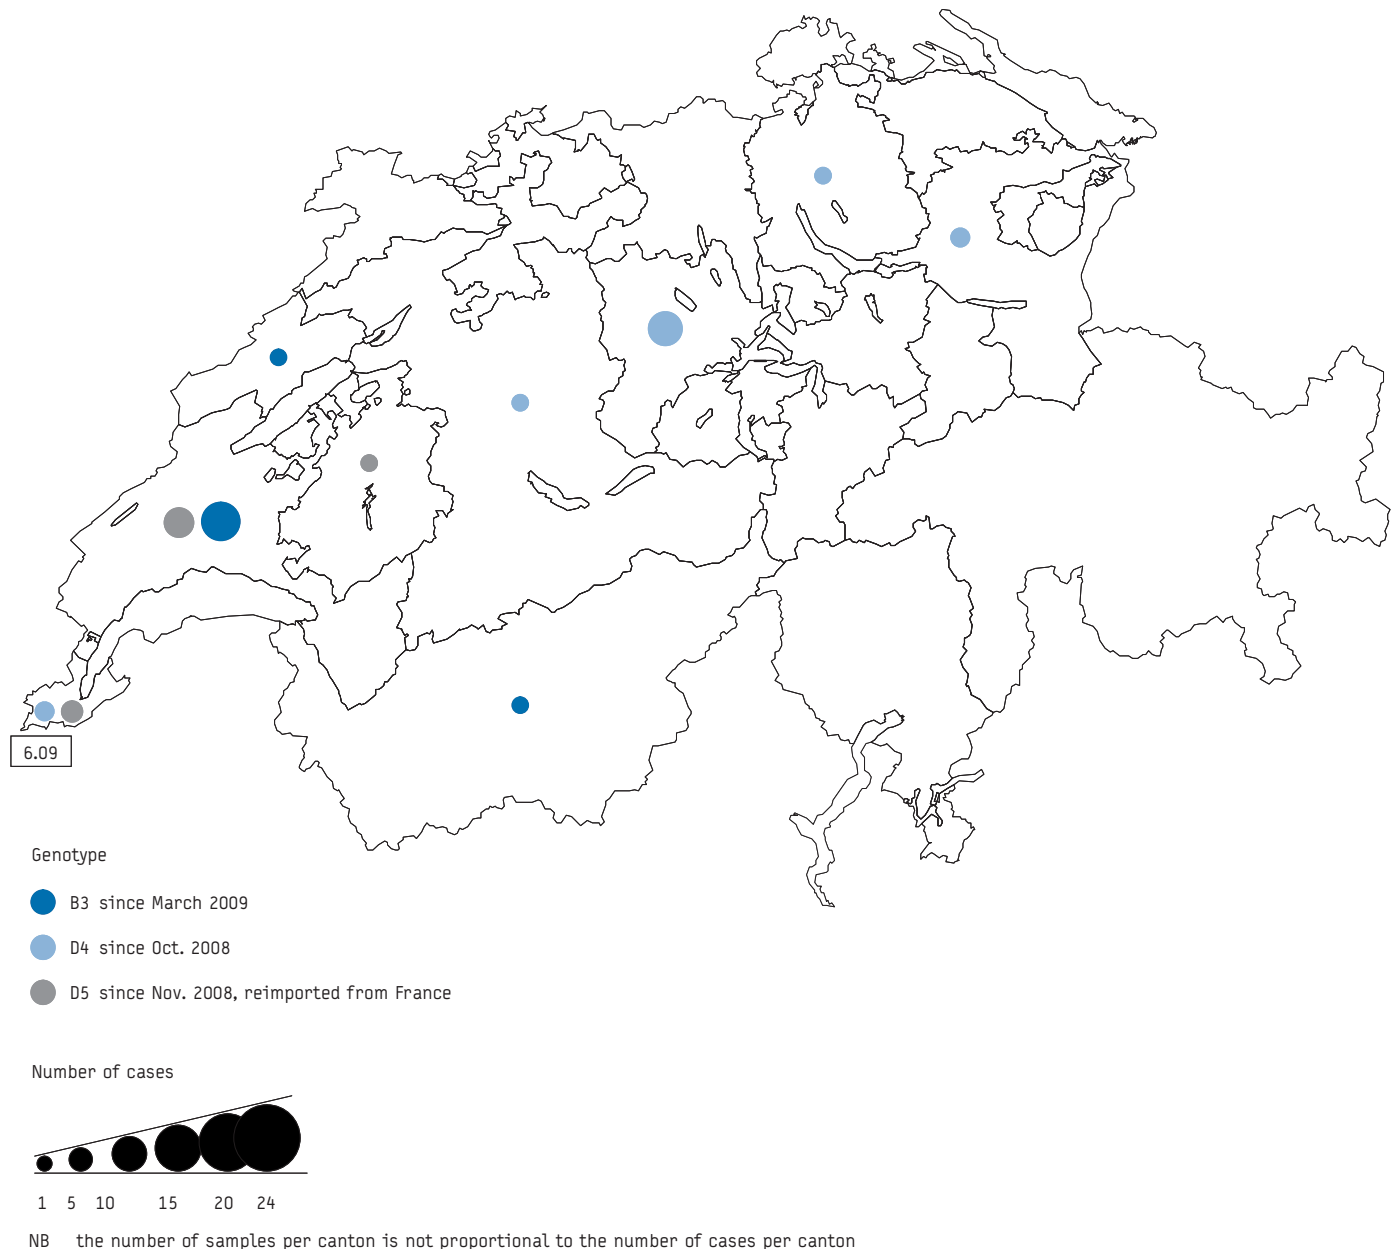 6.09
Genotype
B3 since March 2009
D4 since Oct. 2008
D5 since Nov. 2008, reimported from France
Number of cases
1 5 10 15 20 24
NB the number of samples per canton is not proportional to the number of cases per canton